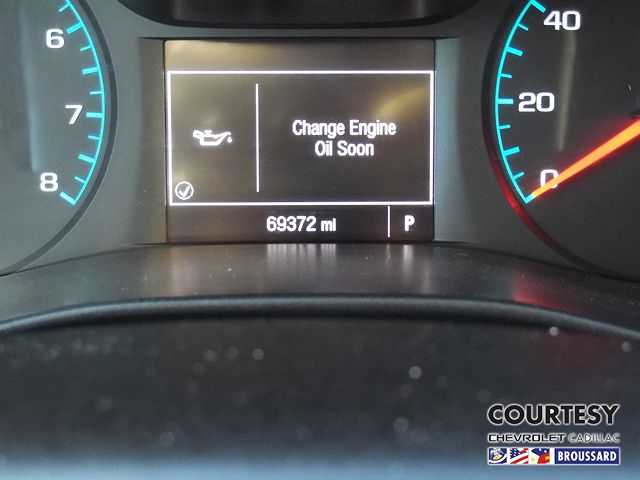 6
7
8
40
20
0
Change Engine
Oil Soon
69372 mi
P
COURTESY
CHEVROLET CADILLAC
BROUSSARD